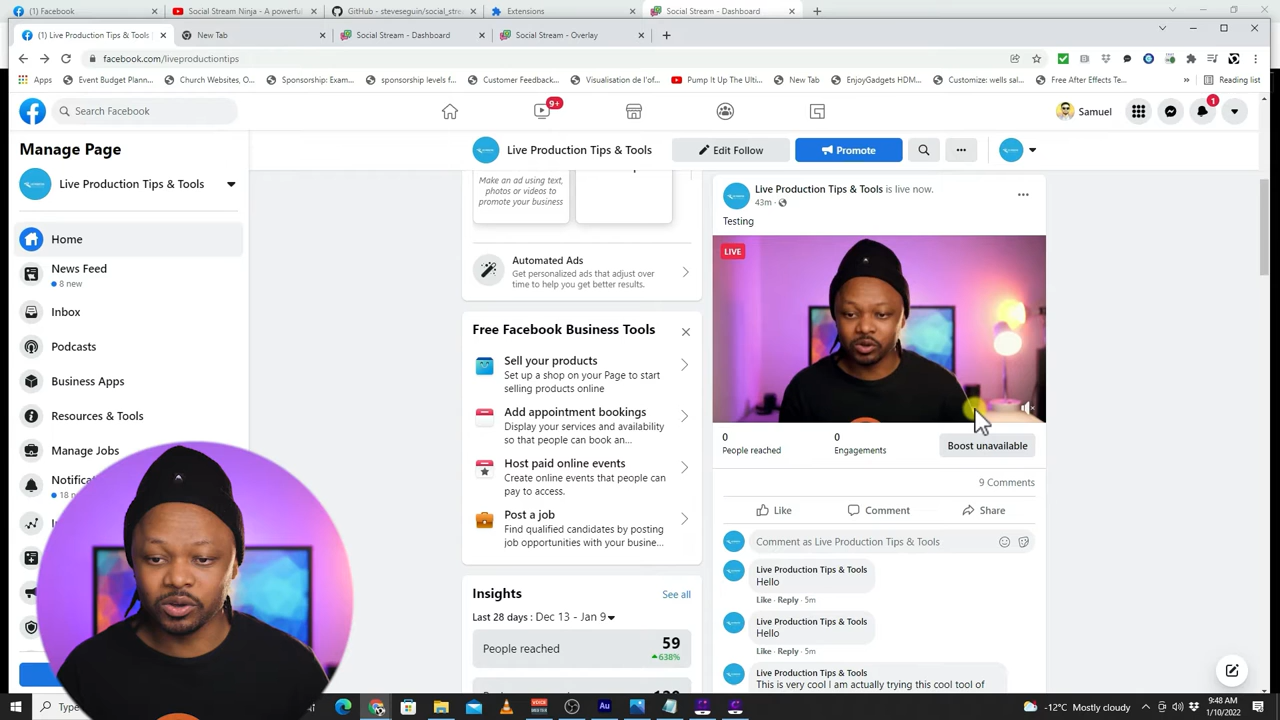 (1) Facebook
Social Stream Ninja - A powerful
GitHub - steveseguin/social_stre
Extensions
Social Stream - Dashboard
(1) Live Production Tips & Tools |
New Tab
Social Stream - Dashboard
Social Stream - Overlay
facebook.com/liveproductiontips
Apps
Event Budget Plann...
Church Websites, O...
Sponsorship: Exam...
sponsorship levels f...
Customer Feedback...
Visualisation de l'of...
Pump It Up The Ulti...
New Tab
EnjoyGadgets HDM...
Customize: wells sal...
Free After Effects Te...
Reading list
Search Facebook
9+
Samuel
1
Manage Page
Live Production Tips & Tools
Home
News Feed
8 new
Inbox
Podcasts
Business Apps
Resources & Tools
Manage Jobs
Live Production Tips & Tools
Edit Follow
Promote
Make an ad using text,
photos or videos to
promote your business
Automated Ads
Get personalized ads that adjust over
time to help you get better results.
Free Facebook Business Tools
Sell your products
Set up a shop on your Page to start
selling products online
Add appointment bookings
Display your services and availability
so that people can book an...
Host paid online events
Create online events that people can
pay to access.
Post a job
Find qualified candidates by posting
job opportunities with your busine...
Insights
See all
Last 28 days : Dec 13 - Jan 9
People reached
59
638%
Live Production Tips & Tools is live now.
43m
Testing
LIVE
0
People reached
0
Engagements
Boost unavailable
9 Comments
Like
Comment
Share
Comment as Live Production Tips & Tools
Live Production Tips & Tools
Hello
Like · Reply · 5m
Live Production Tips & Tools
Hello
Like · Reply · 5m
Live Production Tips & Tools
This is very cool I am actually trying this cool tool of
-12°C Mostly cloudy
9:48 AM
1/10/2022